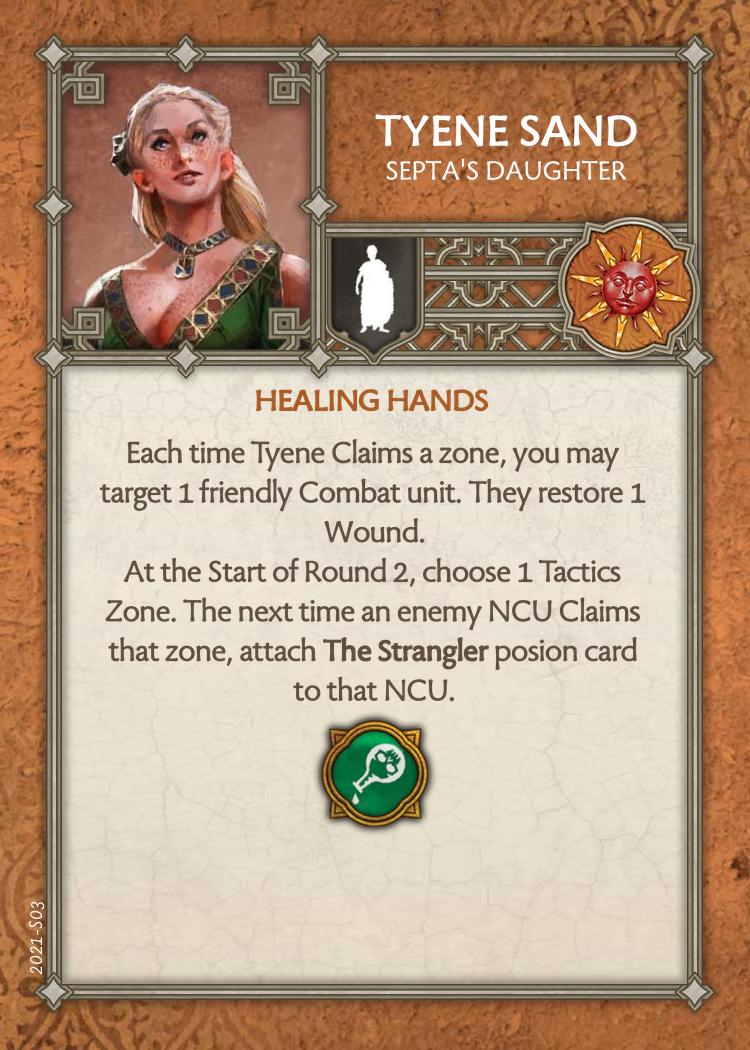 TYENE SAND
SEPTA'S DAUGHTER
HEALING HANDS
Each time Tyene Claims a zone, you may
target 1 friendly Combat unit. They restore 1
Wound.
At the Start of Round 2, choose 1 Tactics
Zone. The next time an enemy NCU Claims
that zone, attach The Strangler posion card
to that NCU.
2021-S03